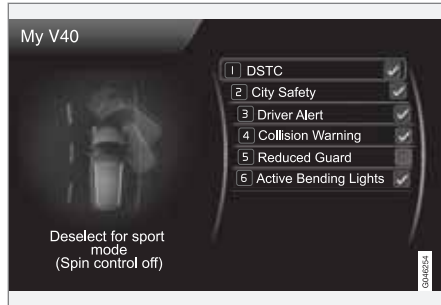 My V40
1 DSTC
2 City Safety
3 Driver Alert
4 Collision Warning
5 Reduced Guard
6 Active Bending Lights
Deselect for sport
mode
(Spin control off)
G046254